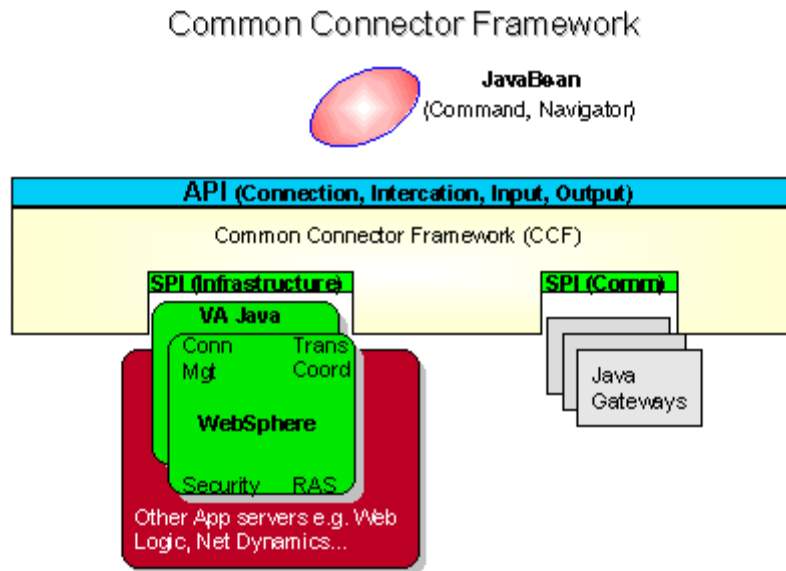 Common Connector Framework
JavaBean
(Command, Navigator)
API (Connection, Intercation, Input, Output)
Common Connector Framework (CCF)
SPI (Infrastructure)
SPI (Comm)
VA Java
Conn Trans
Mgt Coord
Java
Gateways
WebSphere
Security RAS
Other App servers e.g. Web
Logic, Net Dynamics...